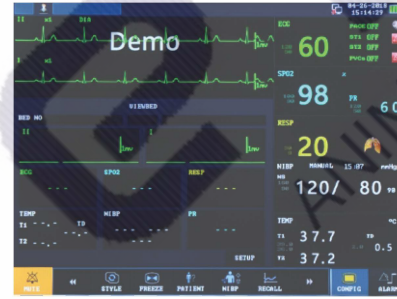 04-26-2018
15:14:29
II x1 DIA
Demo
1mv
I x1
1mv
ECG
60
PACE OFF
ST1 OFF
ST2 OFF
PVCs OFF
SPO2
98
PR
60
RESP
20
NIBP MANUAL 15:07 mmHg
120/ 80
TEMP °C
T1 37.7 TD
0.5
T2 37.2
VIEWBED
BED NO
II
1mv
I
1mv
ECG SPO2 RESP
--- --- ---
TEMP NIBP PR
T1 --.- TD
T2 --.-
SETUP
MUTE
STYLE
FREEZE
PATIENT
NIBP
RECALL
CONFIG
ALARM